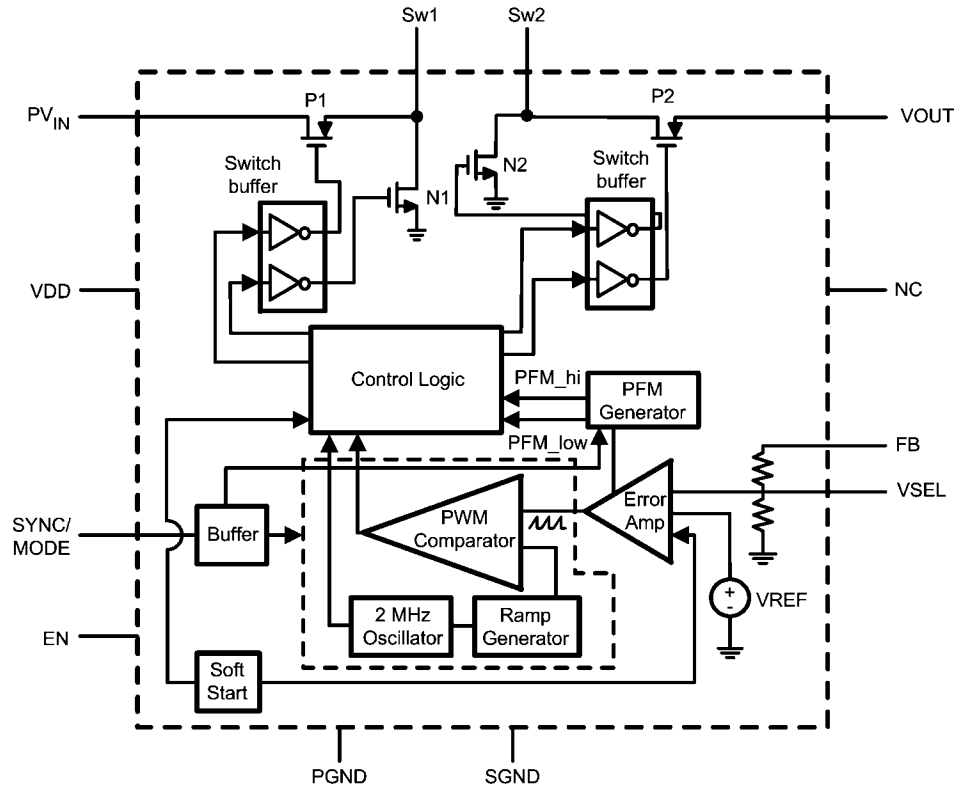 Sw1
Sw2
PVIN
P1
P2
VOUT
Switch
buffer
N1
N2
Switch
buffer
VDD
NC
Control Logic
PFM_hi
PFM
Generator
PFM_low
FB
VSEL
Error
Amp
PWM
Comparator
SYNC/
MODE
Buffer
+
-
VREF
2 MHz
Oscillator
Ramp
Generator
EN
Soft
Start
PGND
SGND